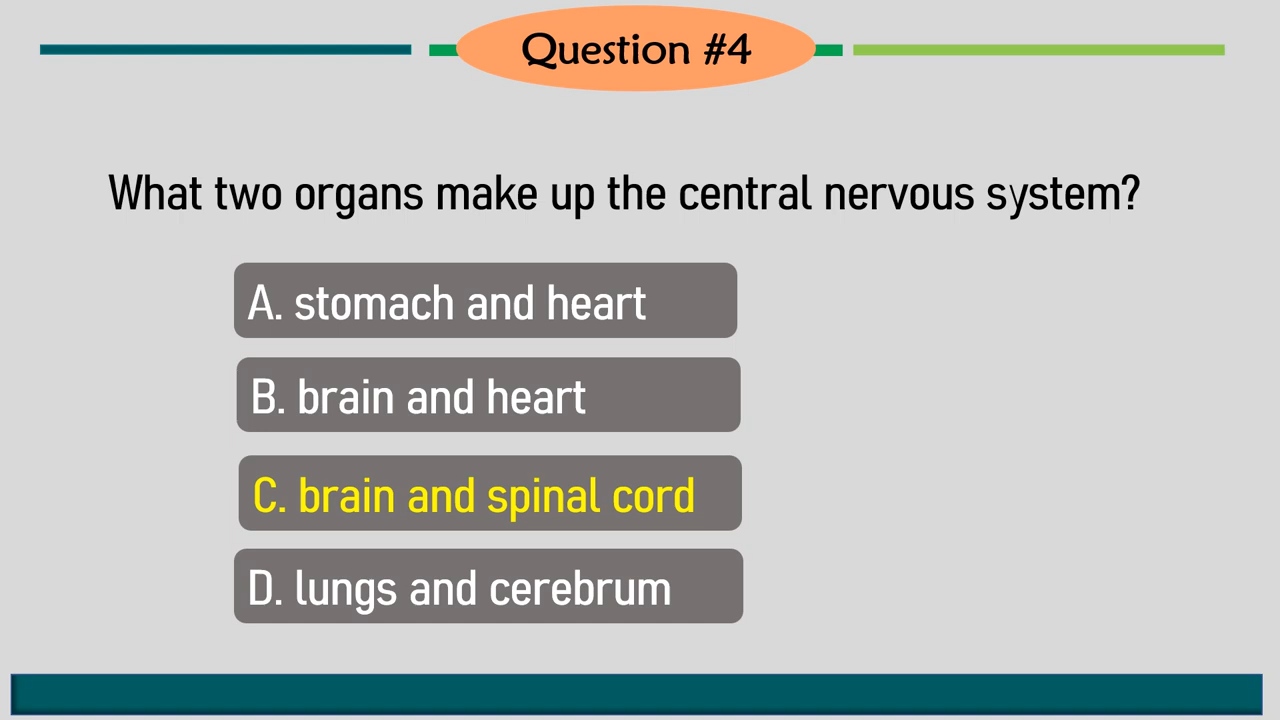 Question #4
What two organs make up the central nervous system?
A. stomach and heart
B. brain and heart
C. brain and spinal cord
D. lungs and cerebrum